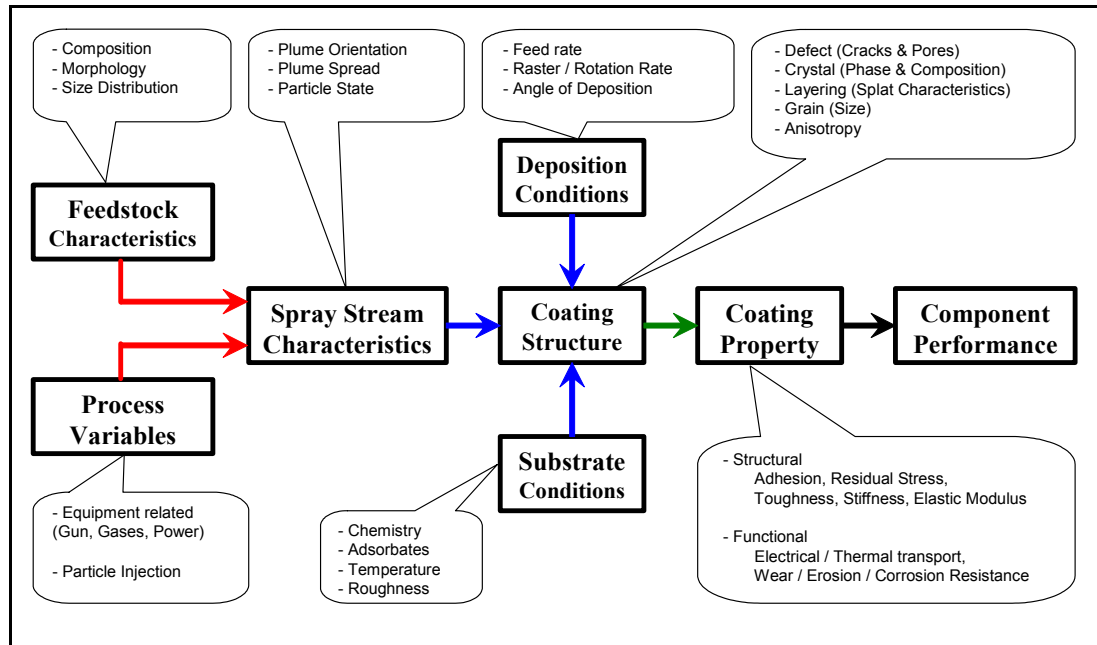 - Composition
- Morphology
- Size Distribution
- Plume Orientation
- Plume Spread
- Particle State
- Feed rate
- Raster / Rotation Rate
- Angle of Deposition
- Defect (Cracks & Pores)
- Crystal (Phase & Composition)
- Layering (Splat Characteristics)
- Grain (Size)
- Anisotropy
Feedstock
Characteristics
Deposition
Conditions
Spray Stream
Characteristics
Coating
Structure
Coating
Property
Component
Performance
Process
Variables
Substrate
Conditions
- Equipment related
(Gun, Gases, Power)
- Particle Injection
- Chemistry
- Adsorbates
- Temperature
- Roughness
- Structural
Adhesion, Residual Stress,
Toughness, Stiffness, Elastic Modulus
- Functional
Electrical / Thermal transport,
Wear / Erosion / Corrosion Resistance